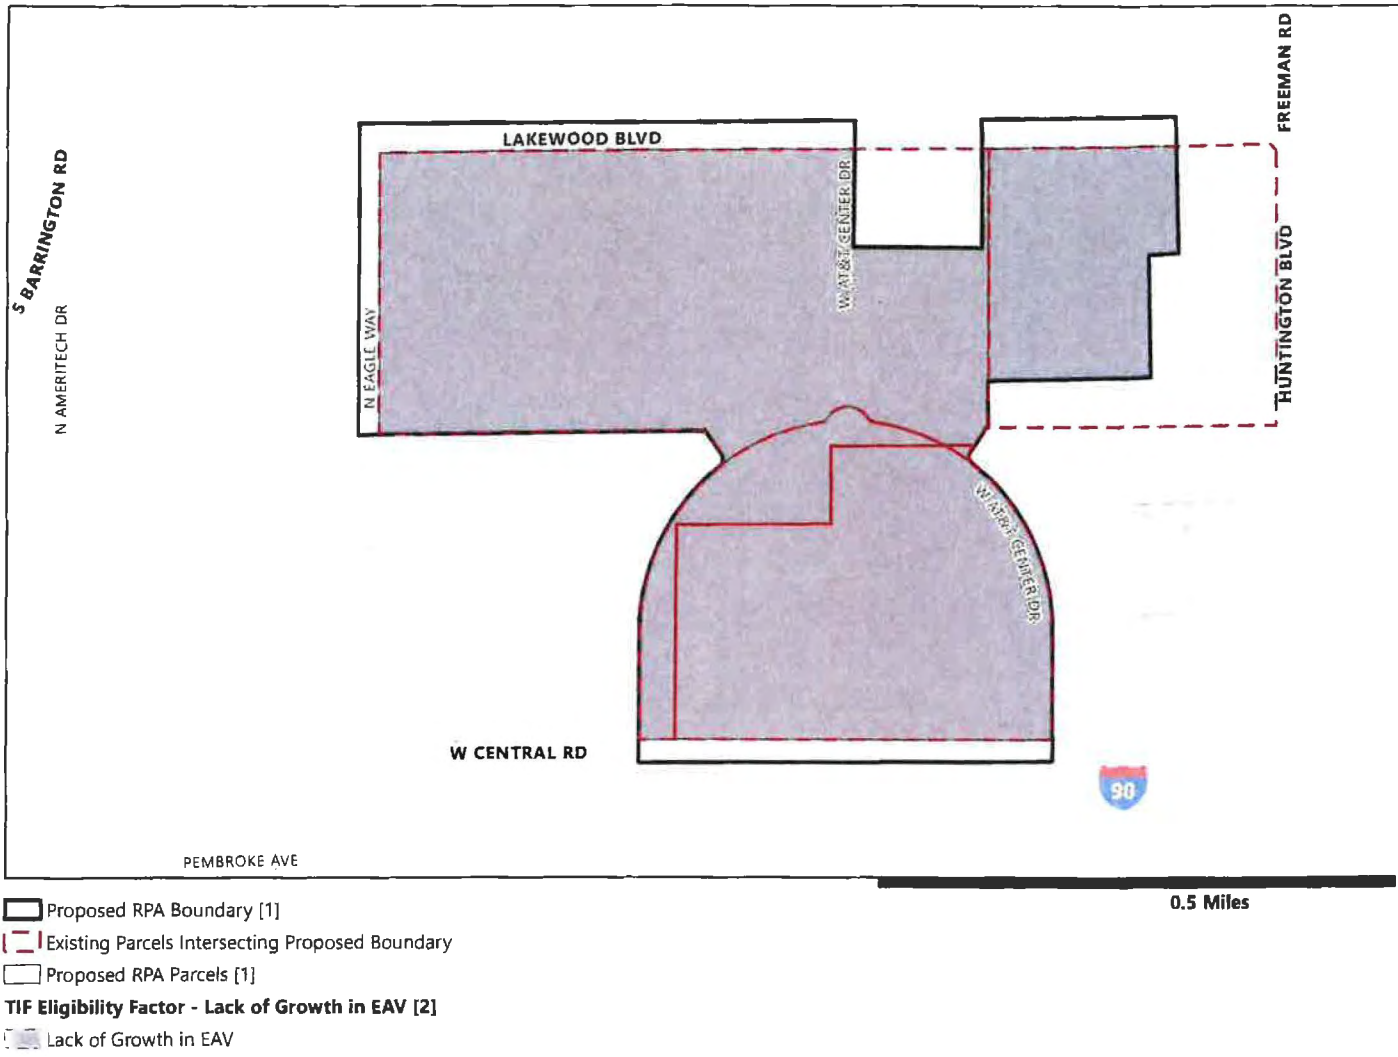 FREEMAN RD
LAKEWOOD BLVD
S BARRINGTON RD
W AT&T CENTER DR
HUNTINGTON BLVD
N AMERITECH DR
N EAGLE WAY
W AT&T CENTER DR
W CENTRAL RD
90
PEMBROKE AVE
0.5 Miles
Proposed RPA Boundary [1]
Existing Parcels Intersecting Proposed Boundary
Proposed RPA Parcels [1]
TIF Eligibility Factor - Lack of Growth in EAV [2]
Lack of Growth in EAV